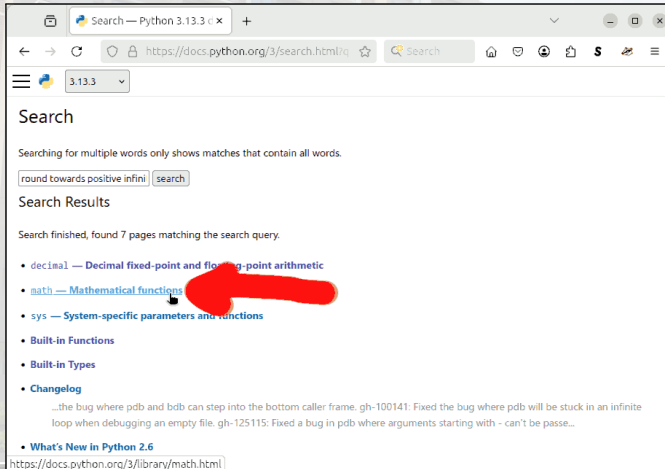 Search — Python 3.13.3 d
https://docs.python.org/3/search.html?q
Search
3.13.3
Search
Searching for multiple words only shows matches that contain all words.
round towards positive infini search
Search Results
Search finished, found 7 pages matching the search query.
decimal — Decimal fixed-point and floating-point arithmetic
math — Mathematical functions
sys — System-specific parameters and functions
Built-in Functions
Built-in Types
Changelog
...the bug where pdb and bdb can step into the bottom caller frame. gh-100141: Fixed the bug where pdb will be stuck in an infinite
loop when debugging an empty file. gh-125115: Fixed a bug in pdb where arguments starting with - can't be passe...
What's New in Python 2.6
https://docs.python.org/3/library/math.html